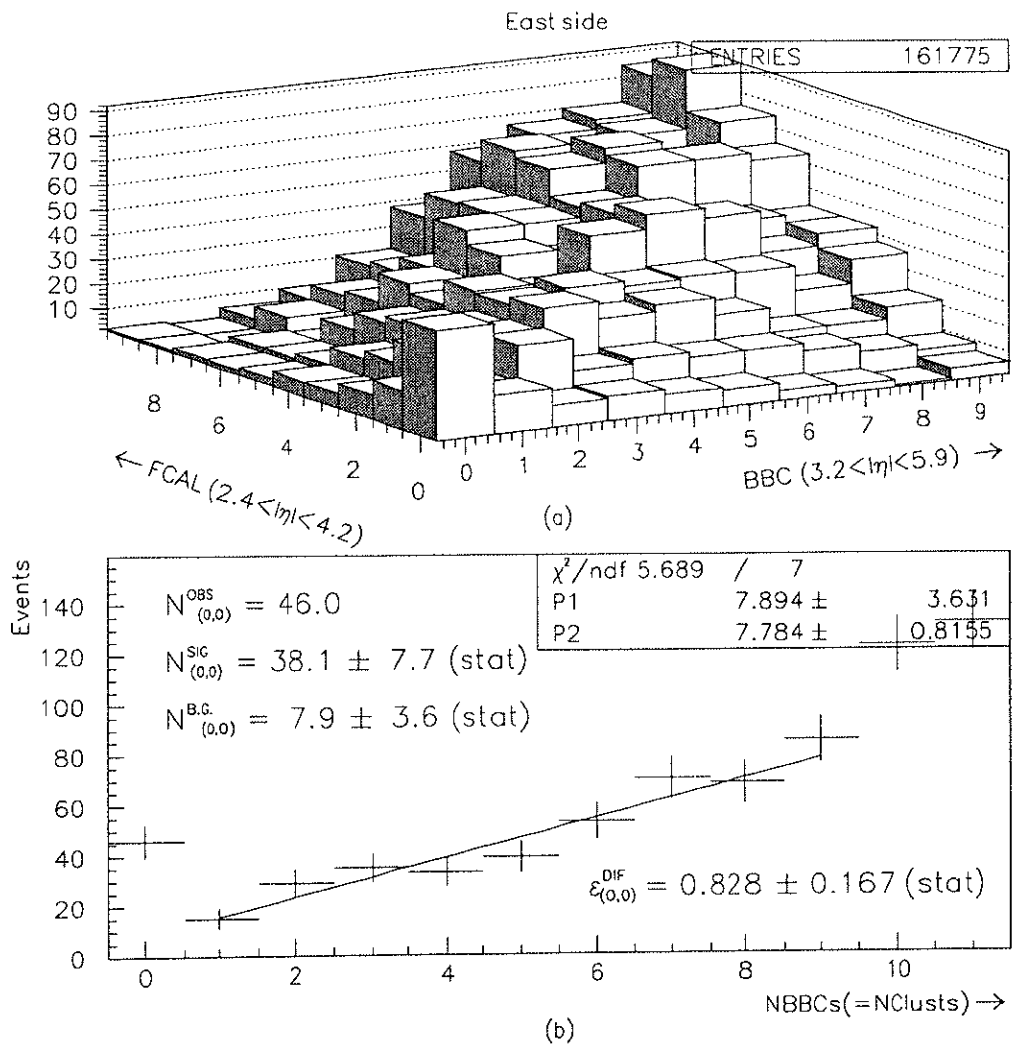 East side
ENTRIES 161775
90
80
70
60
50
40
30
20
10
8
6
4
2
0
0
1
2
3
4
5
6
7
8
9
← FCAL (2.4<|η|<4.2)
BBC (3.2<|η|<5.9) →
(a)
Events
140
120
100
80
60
40
20
0
χ²/ndf 5.689 / 7
P1 7.894 ± 3.631
P2 7.784 ± 0.8155
N^OBS_(0,0) = 46.0
N^SIG_(0,0) = 38.1 ± 7.7 (stat)
N^B.G._(0,0) = 7.9 ± 3.6 (stat)
ε^DIF_(0,0) = 0.828 ± 0.167 (stat)
0 2 4 6 8 10
NBBCs(=NClusts) →
(b)